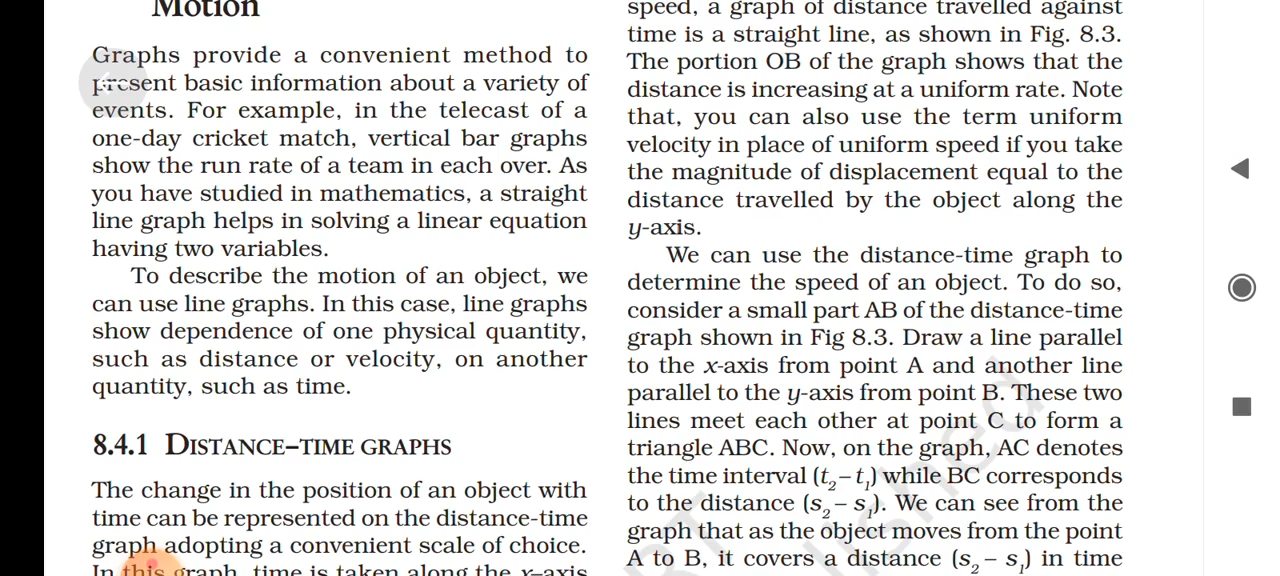 Motion
Graphs provide a convenient method to
present basic information about a variety of
events. For example, in the telecast of a
one-day cricket match, vertical bar graphs
show the run rate of a team in each over. As
you have studied in mathematics, a straight
line graph helps in solving a linear equation
having two variables.
To describe the motion of an object, we
can use line graphs. In this case, line graphs
show dependence of one physical quantity,
such as distance or velocity, on another
quantity, such as time.
8.4.1 DISTANCE–TIME GRAPHS
The change in the position of an object with
time can be represented on the distance-time
graph adopting a convenient scale of choice.
In this graph, time is taken along the x–axis
speed, a graph of distance travelled against
time is a straight line, as shown in Fig. 8.3.
The portion OB of the graph shows that the
distance is increasing at a uniform rate. Note
that, you can also use the term uniform
velocity in place of uniform speed if you take
the magnitude of displacement equal to the
distance travelled by the object along the
y-axis.
We can use the distance-time graph to
determine the speed of an object. To do so,
consider a small part AB of the distance-time
graph shown in Fig 8.3. Draw a line parallel
to the x-axis from point A and another line
parallel to the y-axis from point B. These two
lines meet each other at point C to form a
triangle ABC. Now, on the graph, AC denotes
the time interval (t₂ – t₁) while BC corresponds
to the distance (s₂ – s₁). We can see from the
graph that as the object moves from the point
A to B, it covers a distance (s₂ – s₁) in time